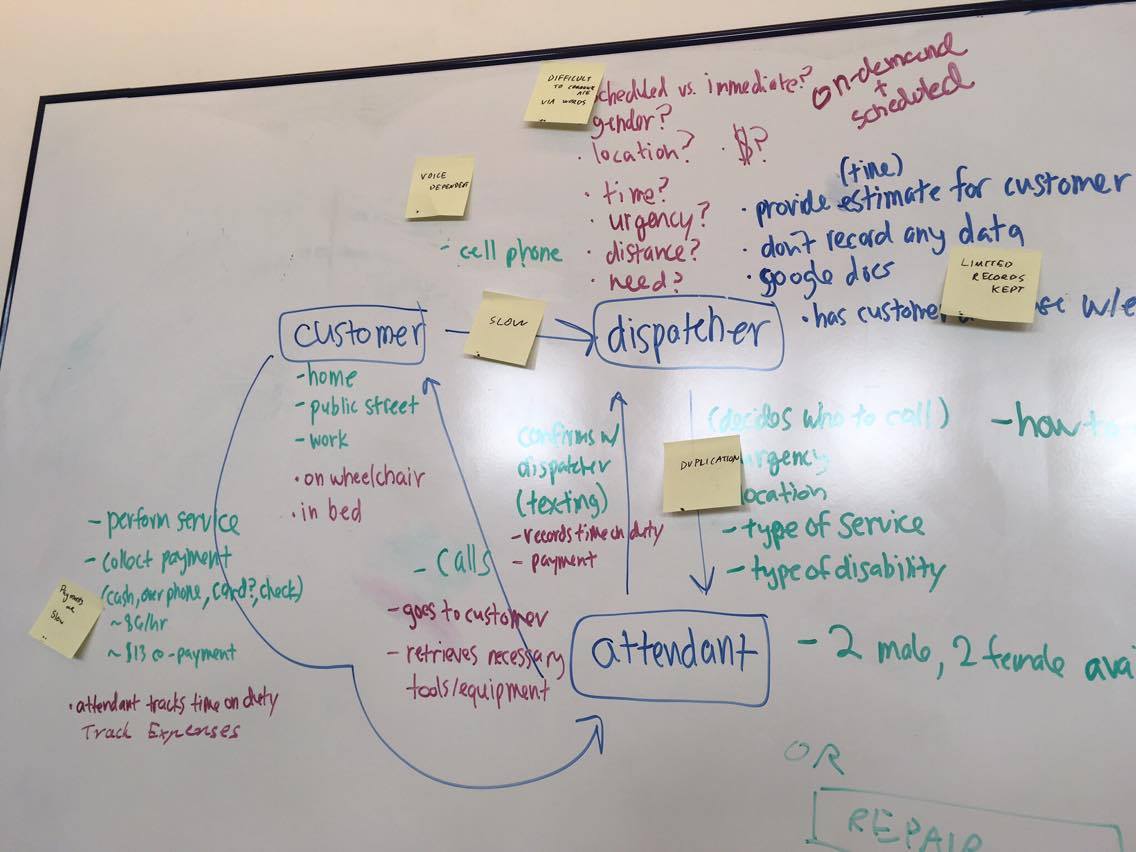 DIFFICULT
VIA WORDS
scheduled vs. immediate?
on-demand
+
scheduled
gender?
· location? · $?
· time?
· urgency?
· distance?
· need?
VOICE
DEPENDENT
- cell phone
(time)
· provide estimate for customer
· don't record any data
· google docs
· has customer w/e
LIMITED
RECORDS
KEPT
customer
SLOW
dispatcher
- home
- public street
- work
· on wheelchair
· in bed
confirms w/
dispatcher
(texting)
- records time on duty
- payment
(decides who to call)
urgency
location
- type of service
- type of disability
DUPLICATION
- how to
- perform service
- collect payment
(cash, over phone, card?, check)
~$6/hr
~$13 co-payment
· attendant tracks time on duty
Track Expenses
Payments
are
Slow
- calls
- goes to customer
- retrieves necessary
tools/equipment
attendant
- 2 male, 2 female avai
OR
REPAIR